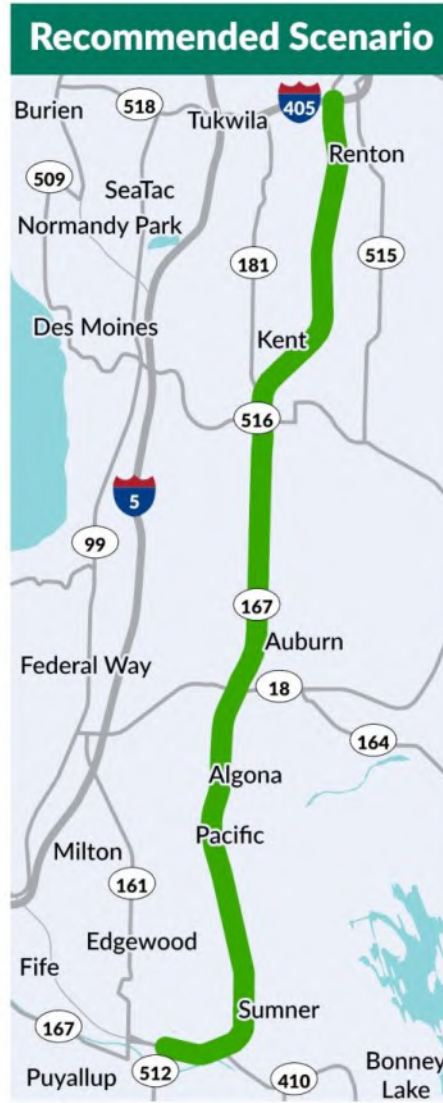 Recommended Scenario
Burien
518
Tukwila
405
Renton
509
SeaTac
Normandy Park
181
515
Des Moines
Kent
516
5
99
167
Auburn
Federal Way
18
164
Algona
Pacific
Milton
161
Edgewood
Fife
Sumner
167
Puyallup
512
410
Bonney
Lake